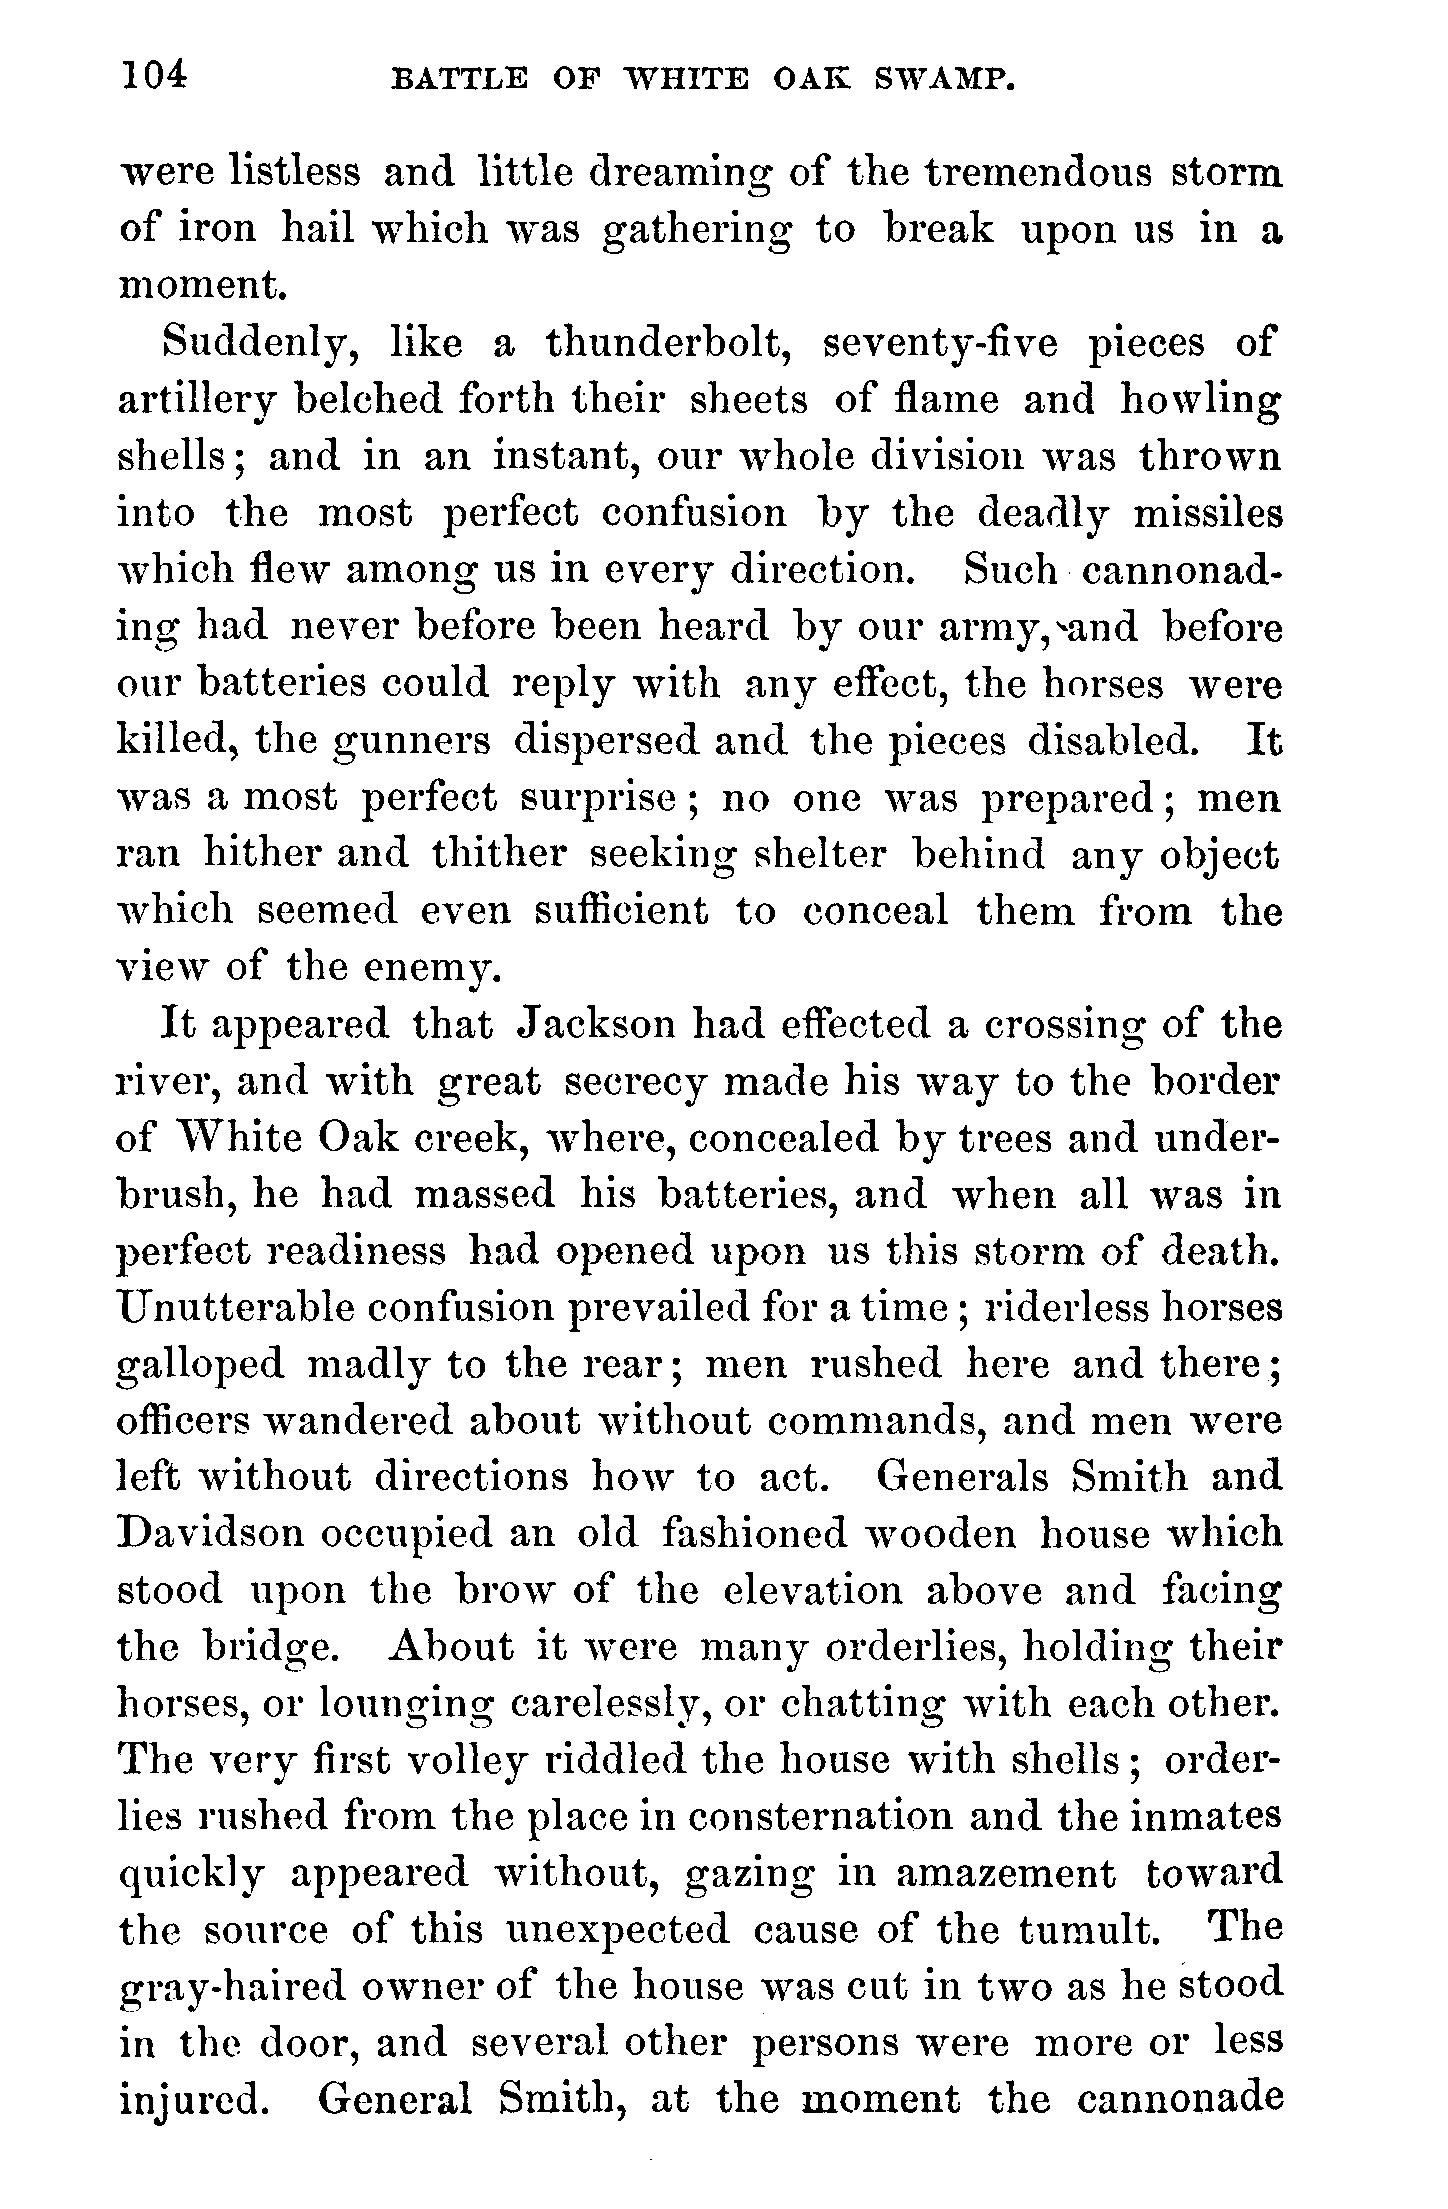 104 BATTLE OF WHITE OAK SWAMP.
were listless and little dreaming of the tremendous storm
of iron hail which was gathering to break upon us in a
moment.
Suddenly, like a thunderbolt, seventy-five pieces of
artillery belched forth their sheets of flame and howling
shells; and in an instant, our whole division was thrown
into the most perfect confusion by the deadly missiles
which flew among us in every direction. Such cannonad-
ing had never before been heard by our army, and before
our batteries could reply with any effect, the horses were
killed, the gunners dispersed and the pieces disabled. It
was a most perfect surprise; no one was prepared; men
ran hither and thither seeking shelter behind any object
which seemed even sufficient to conceal them from the
view of the enemy.
It appeared that Jackson had effected a crossing of the
river, and with great secrecy made his way to the border
of White Oak creek, where, concealed by trees and under-
brush, he had massed his batteries, and when all was in
perfect readiness had opened upon us this storm of death.
Unutterable confusion prevailed for a time; riderless horses
galloped madly to the rear; men rushed here and there;
officers wandered about without commands, and men were
left without directions how to act. Generals Smith and
Davidson occupied an old fashioned wooden house which
stood upon the brow of the elevation above and facing
the bridge. About it were many orderlies, holding their
horses, or lounging carelessly, or chatting with each other.
The very first volley riddled the house with shells; order-
lies rushed from the place in consternation and the inmates
quickly appeared without, gazing in amazement toward
the source of this unexpected cause of the tumult. The
gray-haired owner of the house was cut in two as he stood
in the door, and several other persons were more or less
injured. General Smith, at the moment the cannonade